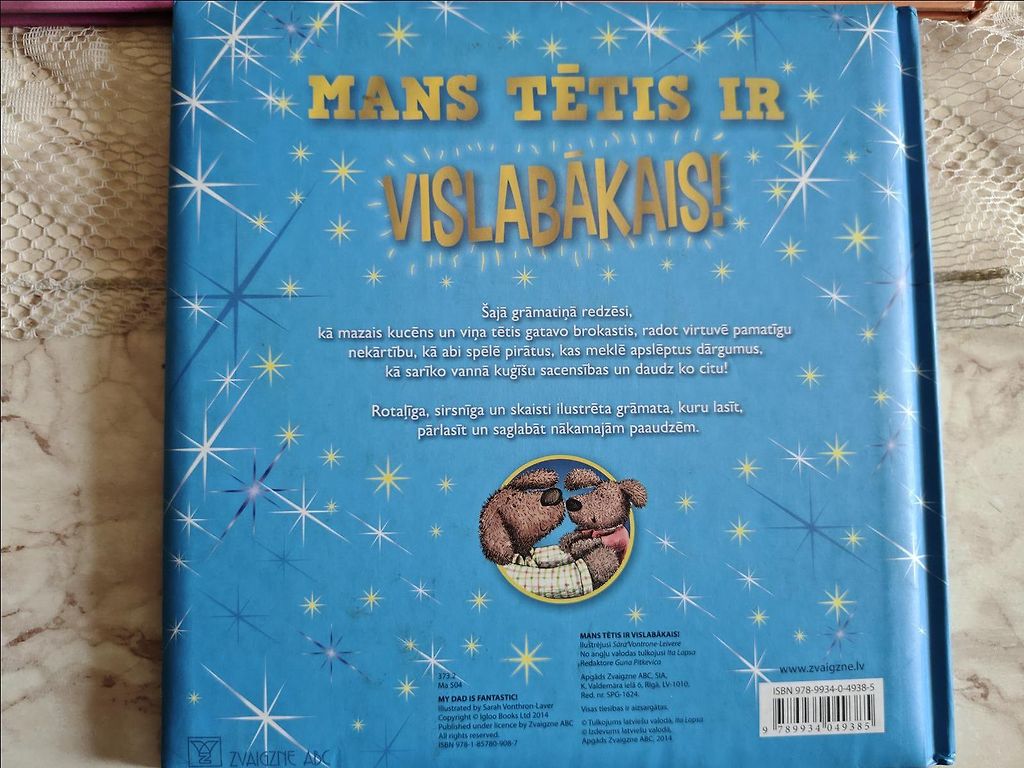 MANS TĒTIS IR
VISLABĀKAIS!
Šajā grāmatiņā redzēsi,
kā mazais kucēns un viņa tētis gatavo brokastis, radot virtuvē pamatīgu
nekārtību, kā abi spēlē pirātus, kas meklē apslēptus dārgumus,
kā sarīko vannā kuģīšu sacensības un daudz ko citu!
Rotaļīga, sirsnīga un skaisti ilustrēta grāmata, kuru lasīt,
pārlasīt un saglabāt nākamajām paaudzēm.
373.2
Ma S04
MY DAD IS FANTASTIC!
Illustrated by Sarah Vonthron-Laver
Copyright © Igloo Books Ltd 2014
Published under licence by Zvaigzne ABC
All rights reserved.
ISBN 978-1-85780-908-7
MANS TĒTIS IR VISLABĀKAIS!
Ilustrējusi Sāra Vontrone-Leivere
No angļu valodas tulkojusi Ita Lapsa
Redaktore Guna Pitkevica
Apgāds Zvaigzne ABC, SIA,
K. Valdemāra ielā 6, Rīgā, LV-1010.
Red. nr. SPG-1624.
Visas tiesības ir aizsargātas.
© Tulkojums latviešu valodā, Ita Lapsa
© Izdevums latviešu valodā,
Apgāds Zvaigzne ABC, 2014
www.zvaigzne.lv
ISBN 978-9934-0-4938-5
9 789934 049385
ZVAIGZNE ABC